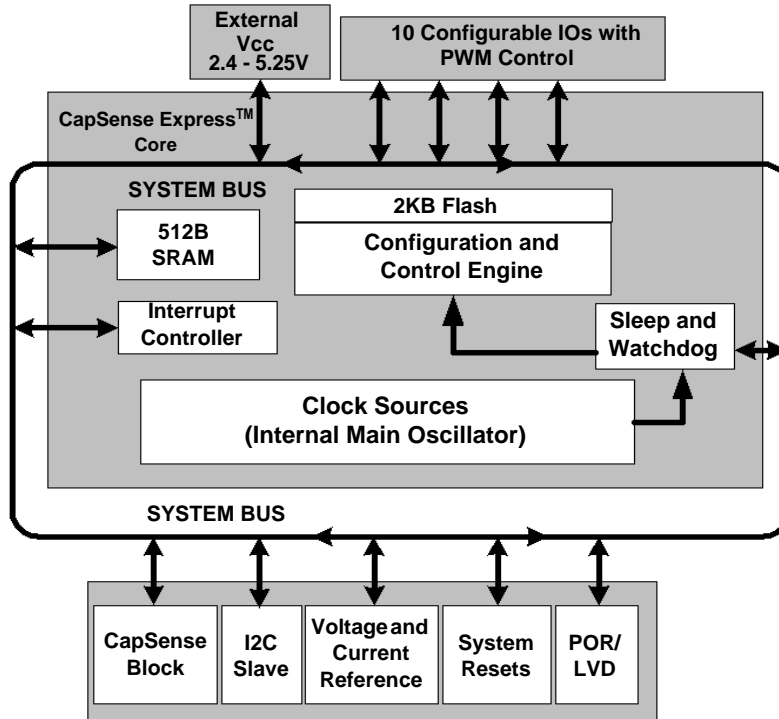 External
Vcc
2.4 - 5.25V
10 Configurable IOs with
PWM Control
CapSense Express™
Core
SYSTEM BUS
2KB Flash
512B
SRAM
Configuration and
Control Engine
Interrupt
Controller
Sleep and
Watchdog
Clock Sources
(Internal Main Oscillator)
SYSTEM BUS
CapSense
Block
I2C
Slave
Voltage and
Current
Reference
System
Resets
POR/
LVD